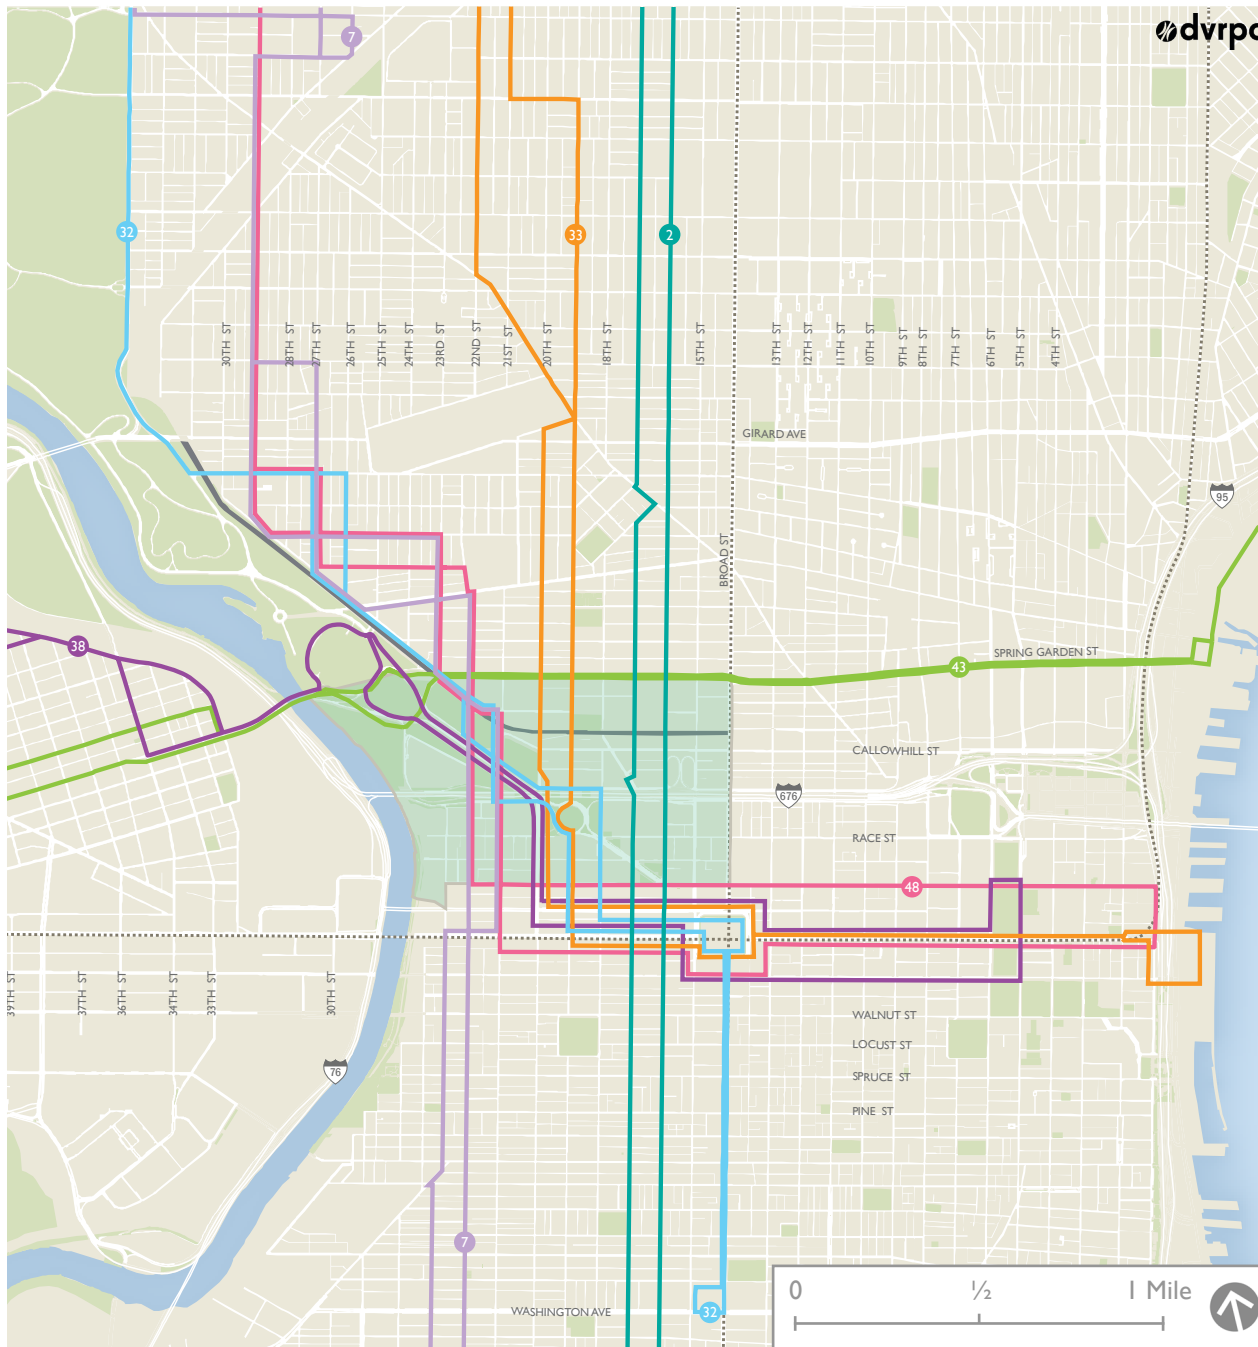 dvrpc
7
32
33
2
30TH ST
28TH ST
27TH ST
26TH ST
25TH ST
24TH ST
23RD ST
22ND ST
21ST ST
20TH ST
18TH ST
15TH ST
13TH ST
12TH ST
11TH ST
10TH ST
9TH ST
8TH ST
7TH ST
6TH ST
5TH ST
4TH ST
GIRARD AVE
95
BROAD ST
38
SPRING GARDEN ST
43
CALLOWHILL ST
676
RACE ST
48
39TH ST
37TH ST
36TH ST
34TH ST
33TH ST
30TH ST
WALNUT ST
LOCUST ST
SPRUCE ST
76
PINE ST
7
WASHINGTON AVE
32
0 ½ 1 Mile